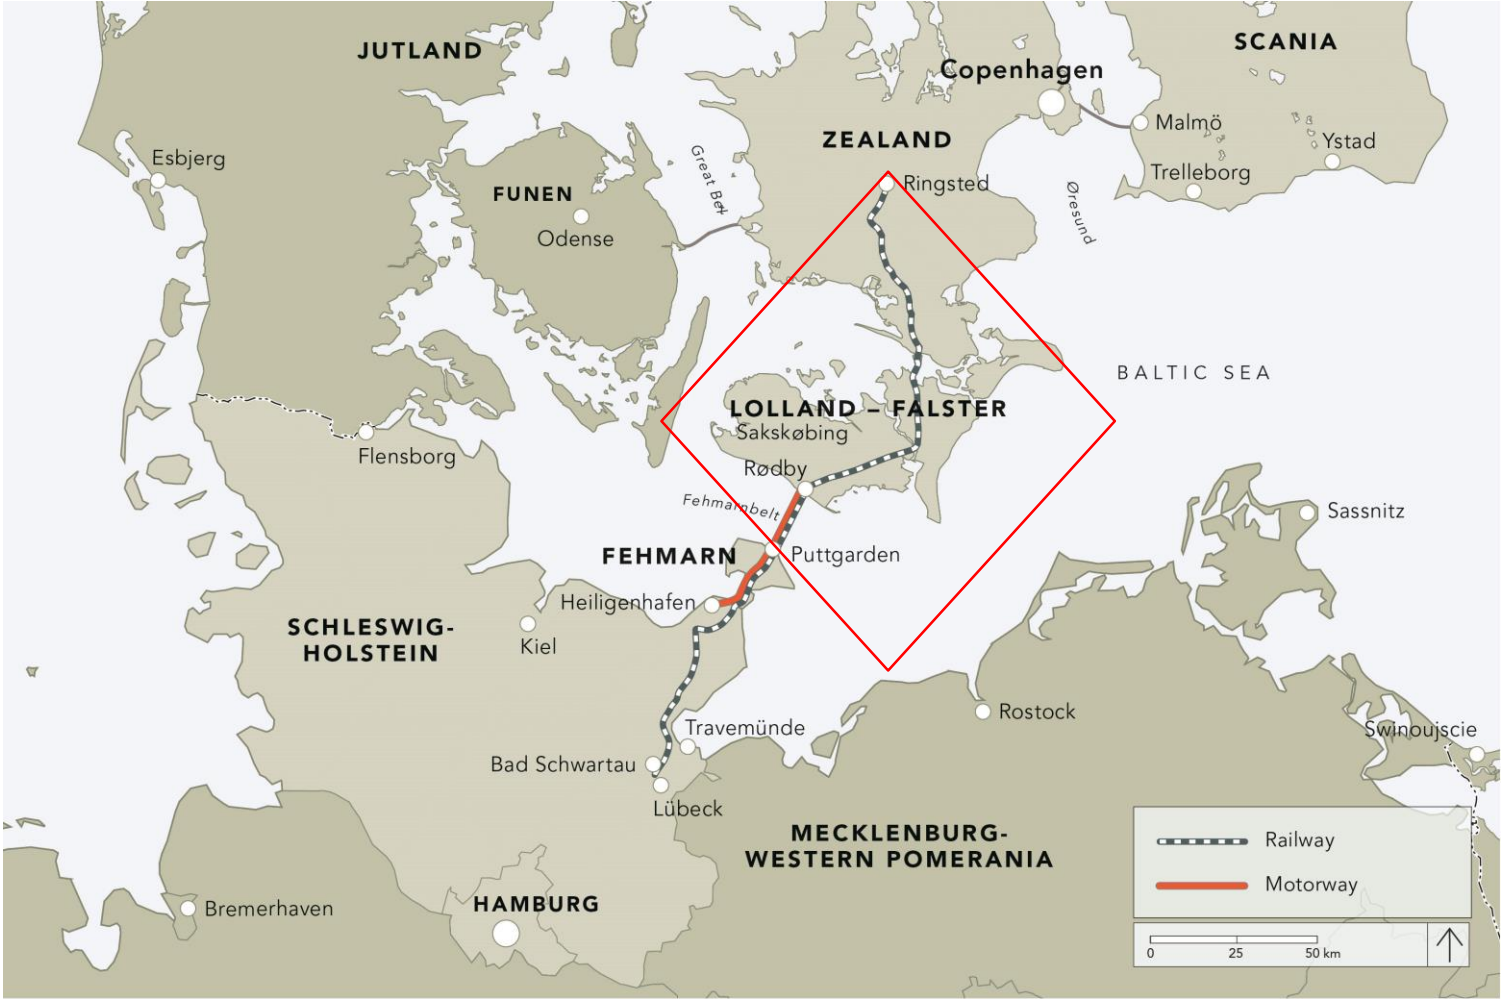 JUTLAND
SCANIA
Copenhagen
Malmö
ZEALAND
Ystad
Esbjerg
Great Belt
Trelleborg
FUNEN
Ringsted
Øresund
Odense
BALTIC SEA
LOLLAND – FALSTER
Sakskøbing
Flensborg
Rødby
Fehmarnbelt
Sassnitz
FEHMARN
Puttgarden
Heiligenhafen
SCHLESWIG-
HOLSTEIN
Kiel
Rostock
Travemünde
Swinoujscie
Bad Schwartau
Lübeck
MECKLENBURG-
WESTERN POMERANIA
Railway
Motorway
HAMBURG
Bremerhaven
0 25 50 km